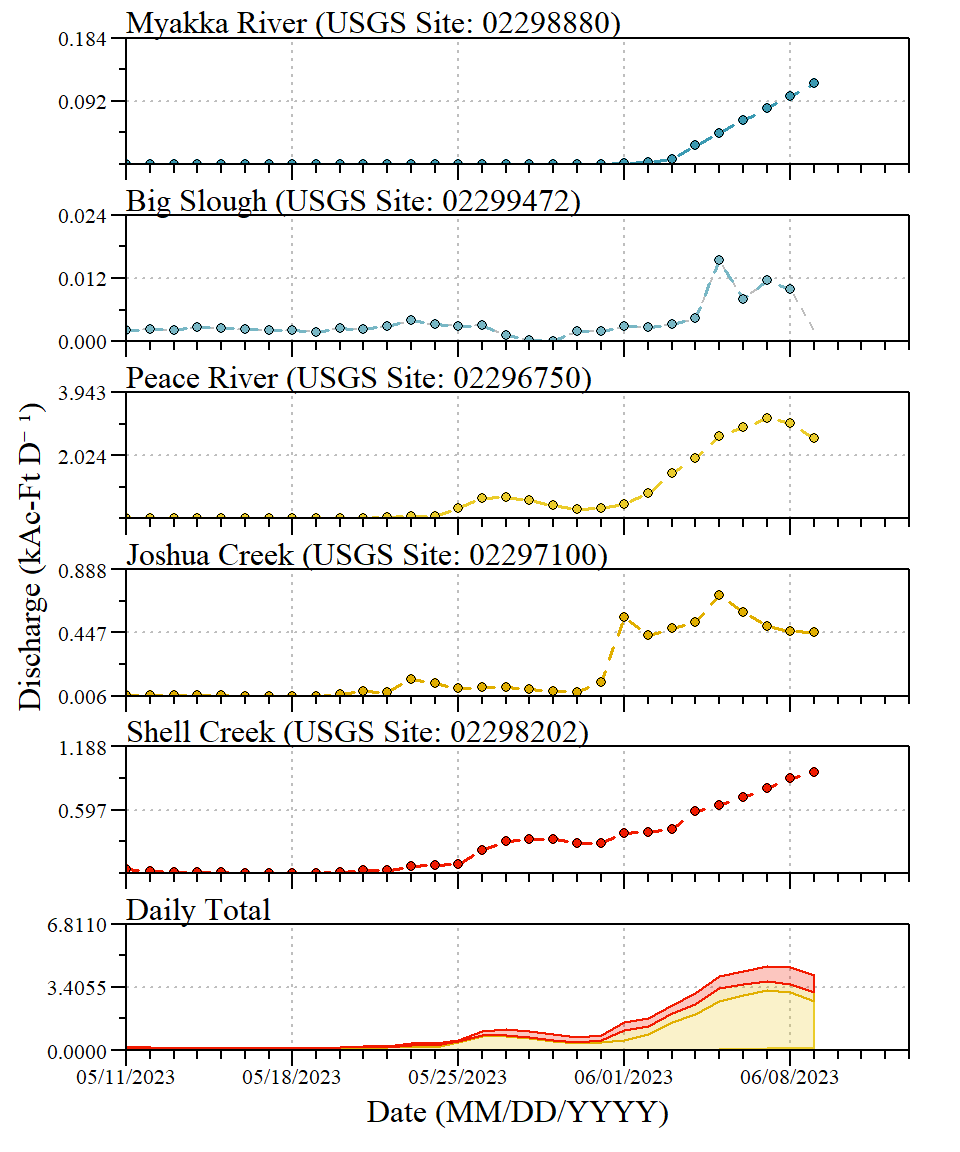 Myakka River (USGS Site: 02298880)
0.184
0.092
Big Slough (USGS Site: 02299472)
0.024
0.012
0.000
Peace River (USGS Site: 02296750)
3.943
2.024
Joshua Creek (USGS Site: 02297100)
0.888
0.447
0.006
Shell Creek (USGS Site: 02298202)
1.188
0.597
Daily Total
6.8110
3.4055
0.0000
Discharge (kAc-Ft D⁻¹)
05/11/2023 05/18/2023 05/25/2023 06/01/2023 06/08/2023
Date (MM/DD/YYYY)